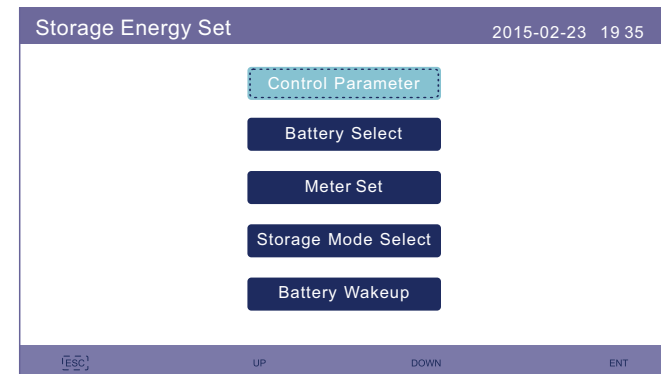 Storage Energy Set 2015-02-23 19 35
Control Parameter
Battery Select
Meter Set
Storage Mode Select
Battery Wakeup
ESC UP DOWN ENT